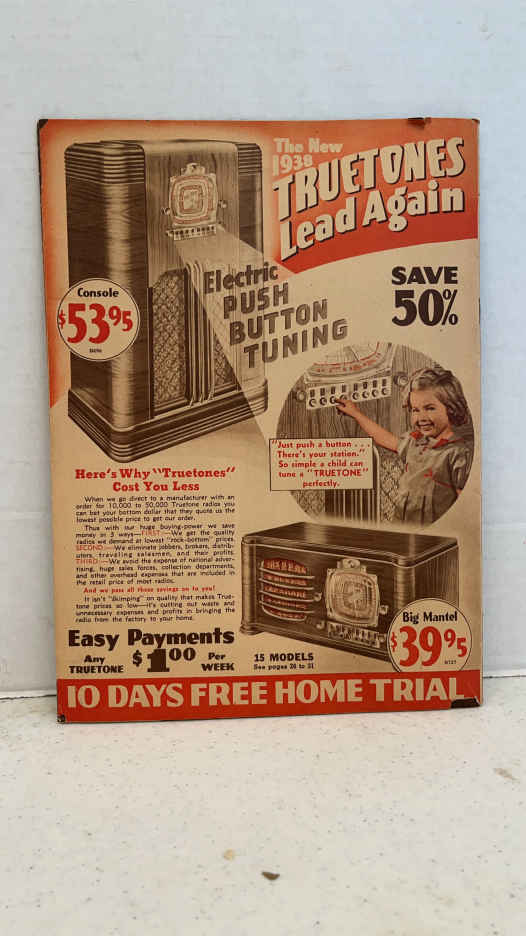 The New
1938
TRUETONES
Lead Again
Electric
PUSH
BUTTON
TUNING
SAVE
50%
Console
$53.95
"Just push a button . . .
There's your station."
So simple a child can
tune a "TRUETONE"
perfectly.
Here's Why "Truetones"
Cost You Less
When we go direct to a manufacturer with an
order for 10,000 to 50,000 Truetone radios you
can bet your bottom dollar that they quote us the
lowest possible price to get our order.
Thus with our huge buying-power we save
money in 3 ways—FIRST:—We get the quality
radios we demand at lowest "rock-bottom" prices.
SECOND:—We eliminate jobbers, brokers, distrib-
utors, traveling salesmen, and their profits.
THIRD:—We avoid the expense of national adver-
tising, huge sales forces, collection departments,
and other overhead expenses that are included in
the retail price of most radios.
And we pass all these savings on to you!
It isn't "skimping" on quality that makes True-
tone prices so low—it's cutting out waste and
unnecessary expenses and profits in bringing the
radio from the factory to your home.
Easy Payments
Any
TRUETONE
$1.00
Per
WEEK
15 MODELS
See pages 26 to 31
Big Mantel
$39.95
10 DAYS FREE HOME TRIAL